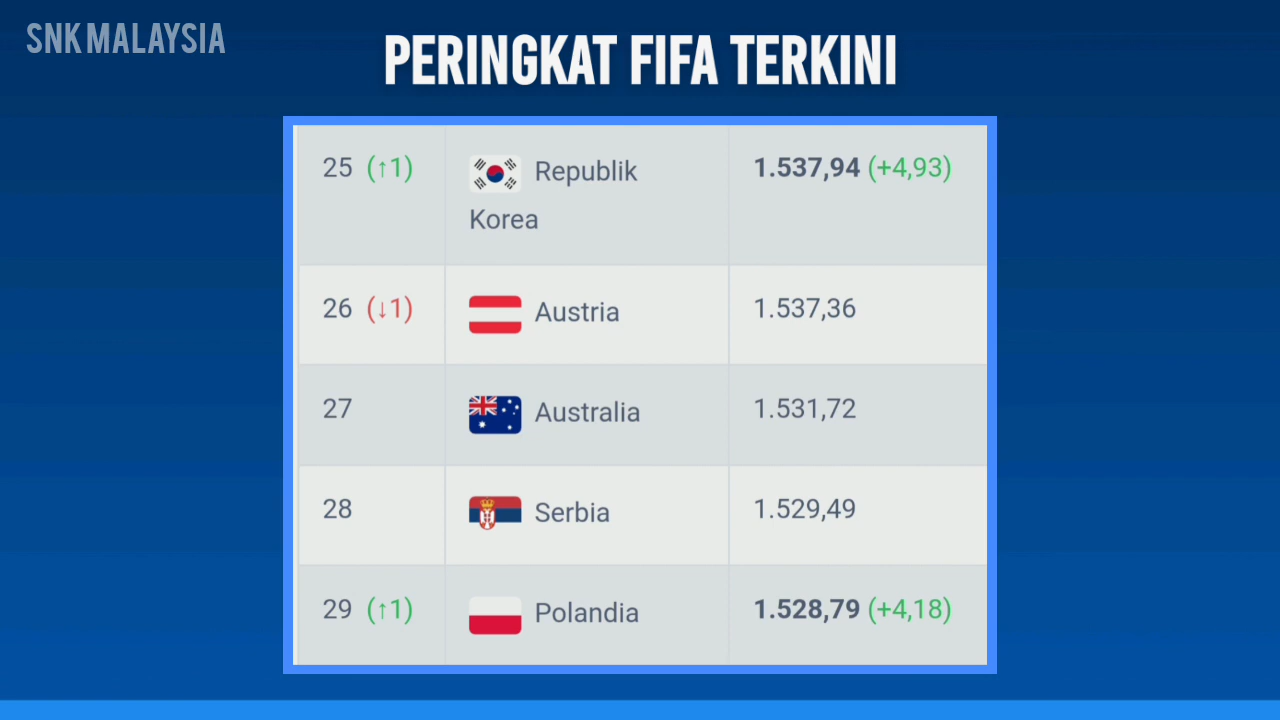 SNK MALAYSIA
PERINGKAT FIFA TERKINI
25 (↑1) Republik Korea 1.537,94 (+4,93)
26 (↓1) Austria 1.537,36
27 Australia 1.531,72
28 Serbia 1.529,49
29 (↑1) Polandia 1.528,79 (+4,18)